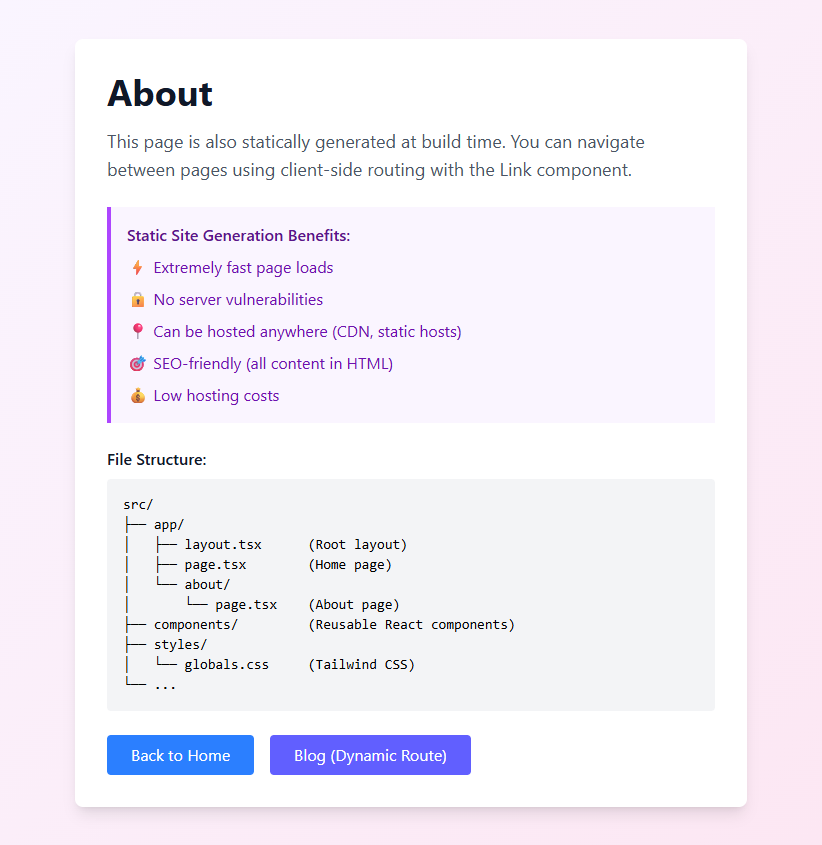 About
This page is also statically generated at build time. You can navigate
between pages using client-side routing with the Link component.
Static Site Generation Benefits:
⚡ Extremely fast page loads
🔒 No server vulnerabilities
📍 Can be hosted anywhere (CDN, static hosts)
🎯 SEO-friendly (all content in HTML)
💰 Low hosting costs
File Structure:
src/
├── app/
│   ├── layout.tsx      (Root layout)
│   ├── page.tsx        (Home page)
│   └── about/
│       └── page.tsx    (About page)
├── components/         (Reusable React components)
├── styles/
│   └── globals.css     (Tailwind CSS)
└── ...
Back to Home
Blog (Dynamic Route)